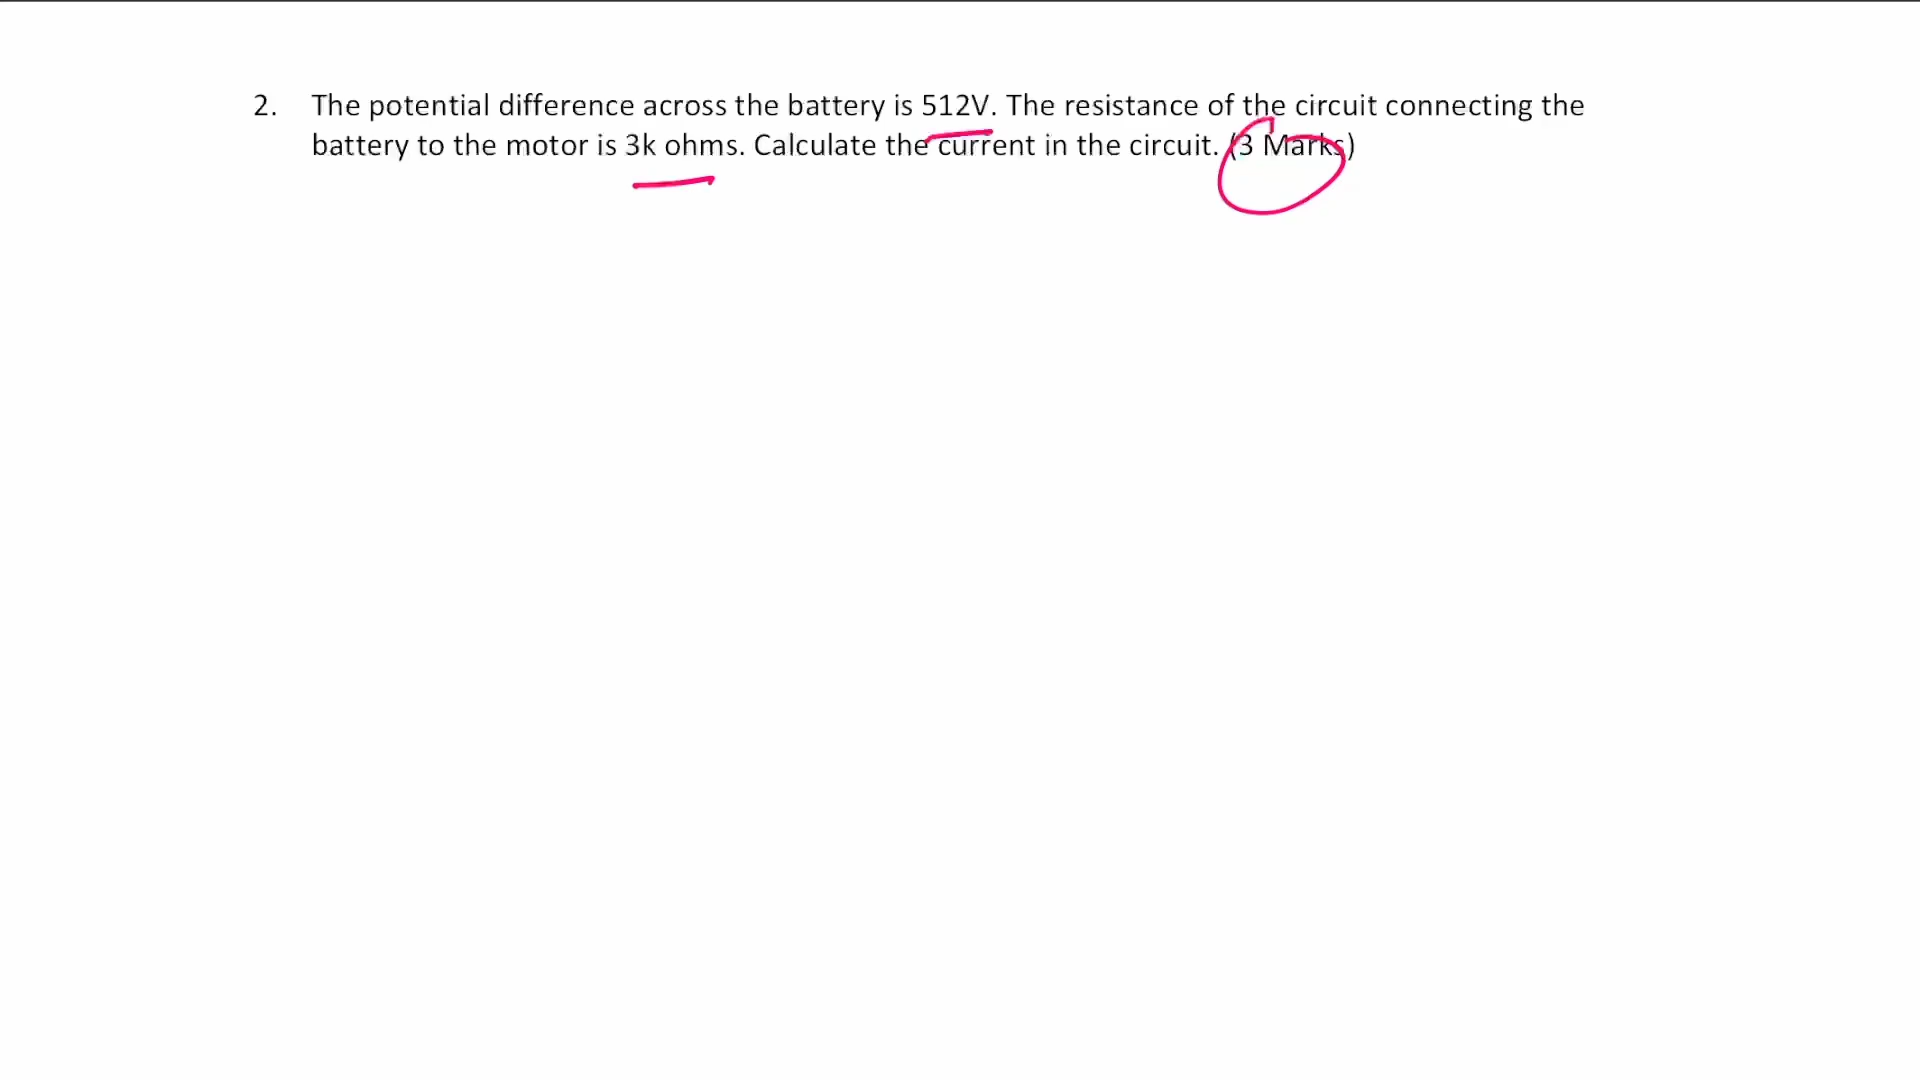 2. The potential difference across the battery is 512V. The resistance of the circuit connecting the
battery to the motor is 3k ohms. Calculate the current in the circuit. (3 Marks)